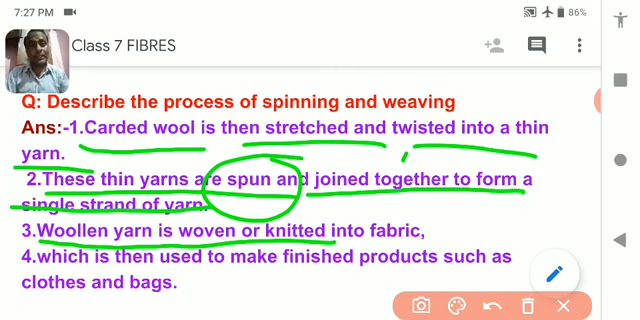 7:27 PM
86%
Class 7 FIBRES
Q: Describe the process of spinning and weaving
Ans:-1.Carded wool is then stretched and twisted into a thin
yarn.
2.These thin yarns are spun and joined together to form a
single strand of yarn.
3.Woollen yarn is woven or knitted into fabric,
4.which is then used to make finished products such as
clothes and bags.